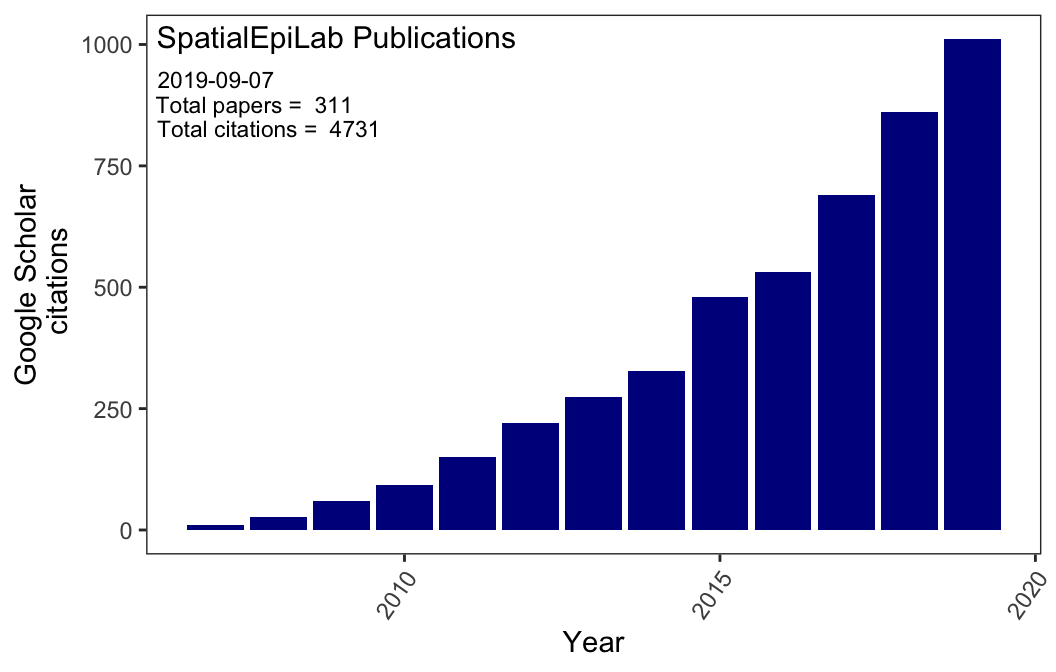 SpatialEpiLab Publications
2019-09-07
Total papers = 311
Total citations = 4731
1000
750
500
250
0
Google Scholar
citations
2010
2015
2020
Year